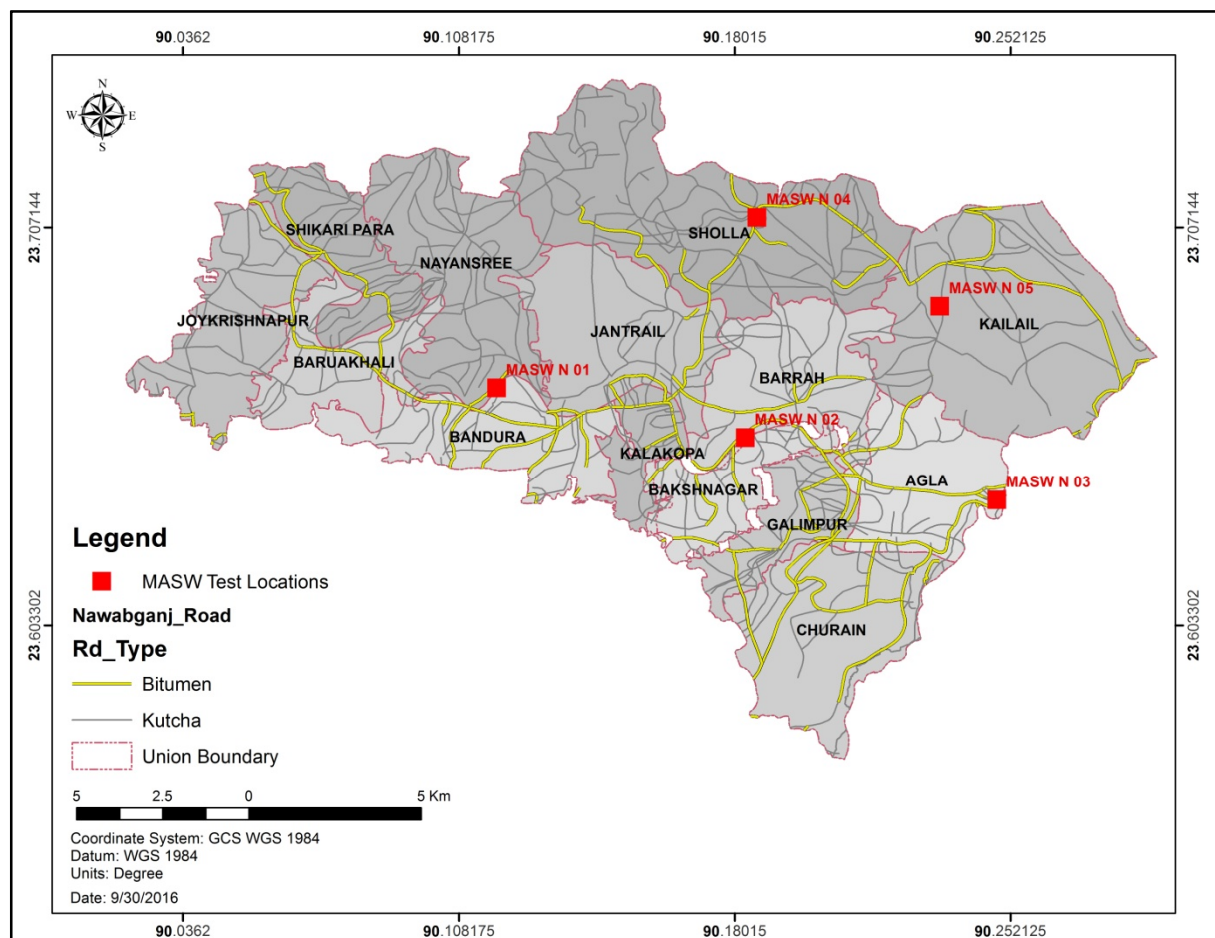 90.0362 90.108175 90.18015 90.252125
N
W E
S
23.707144
23.707144
MASW N 04
SHIKARI PARA
SHOLLA
NAYANSREE
MASW N 05
JOYKRISHNAPUR
JANTRAIL
KAILAIL
BARUAKHALI
MASW N 01
BARRAH
MASW N 02
BANDURA
KALAKOPA
AGLA
MASW N 03
BAKSHNAGAR
GALIMPUR
CHURAIN
23.603302
23.603302
Legend
MASW Test Locations
Nawabganj_Road
Rd_Type
Bitumen
Kutcha
Union Boundary
5 2.5 0 5 Km
Coordinate System: GCS WGS 1984
Datum: WGS 1984
Units: Degree
Date: 9/30/2016
90.0362 90.108175 90.18015 90.252125